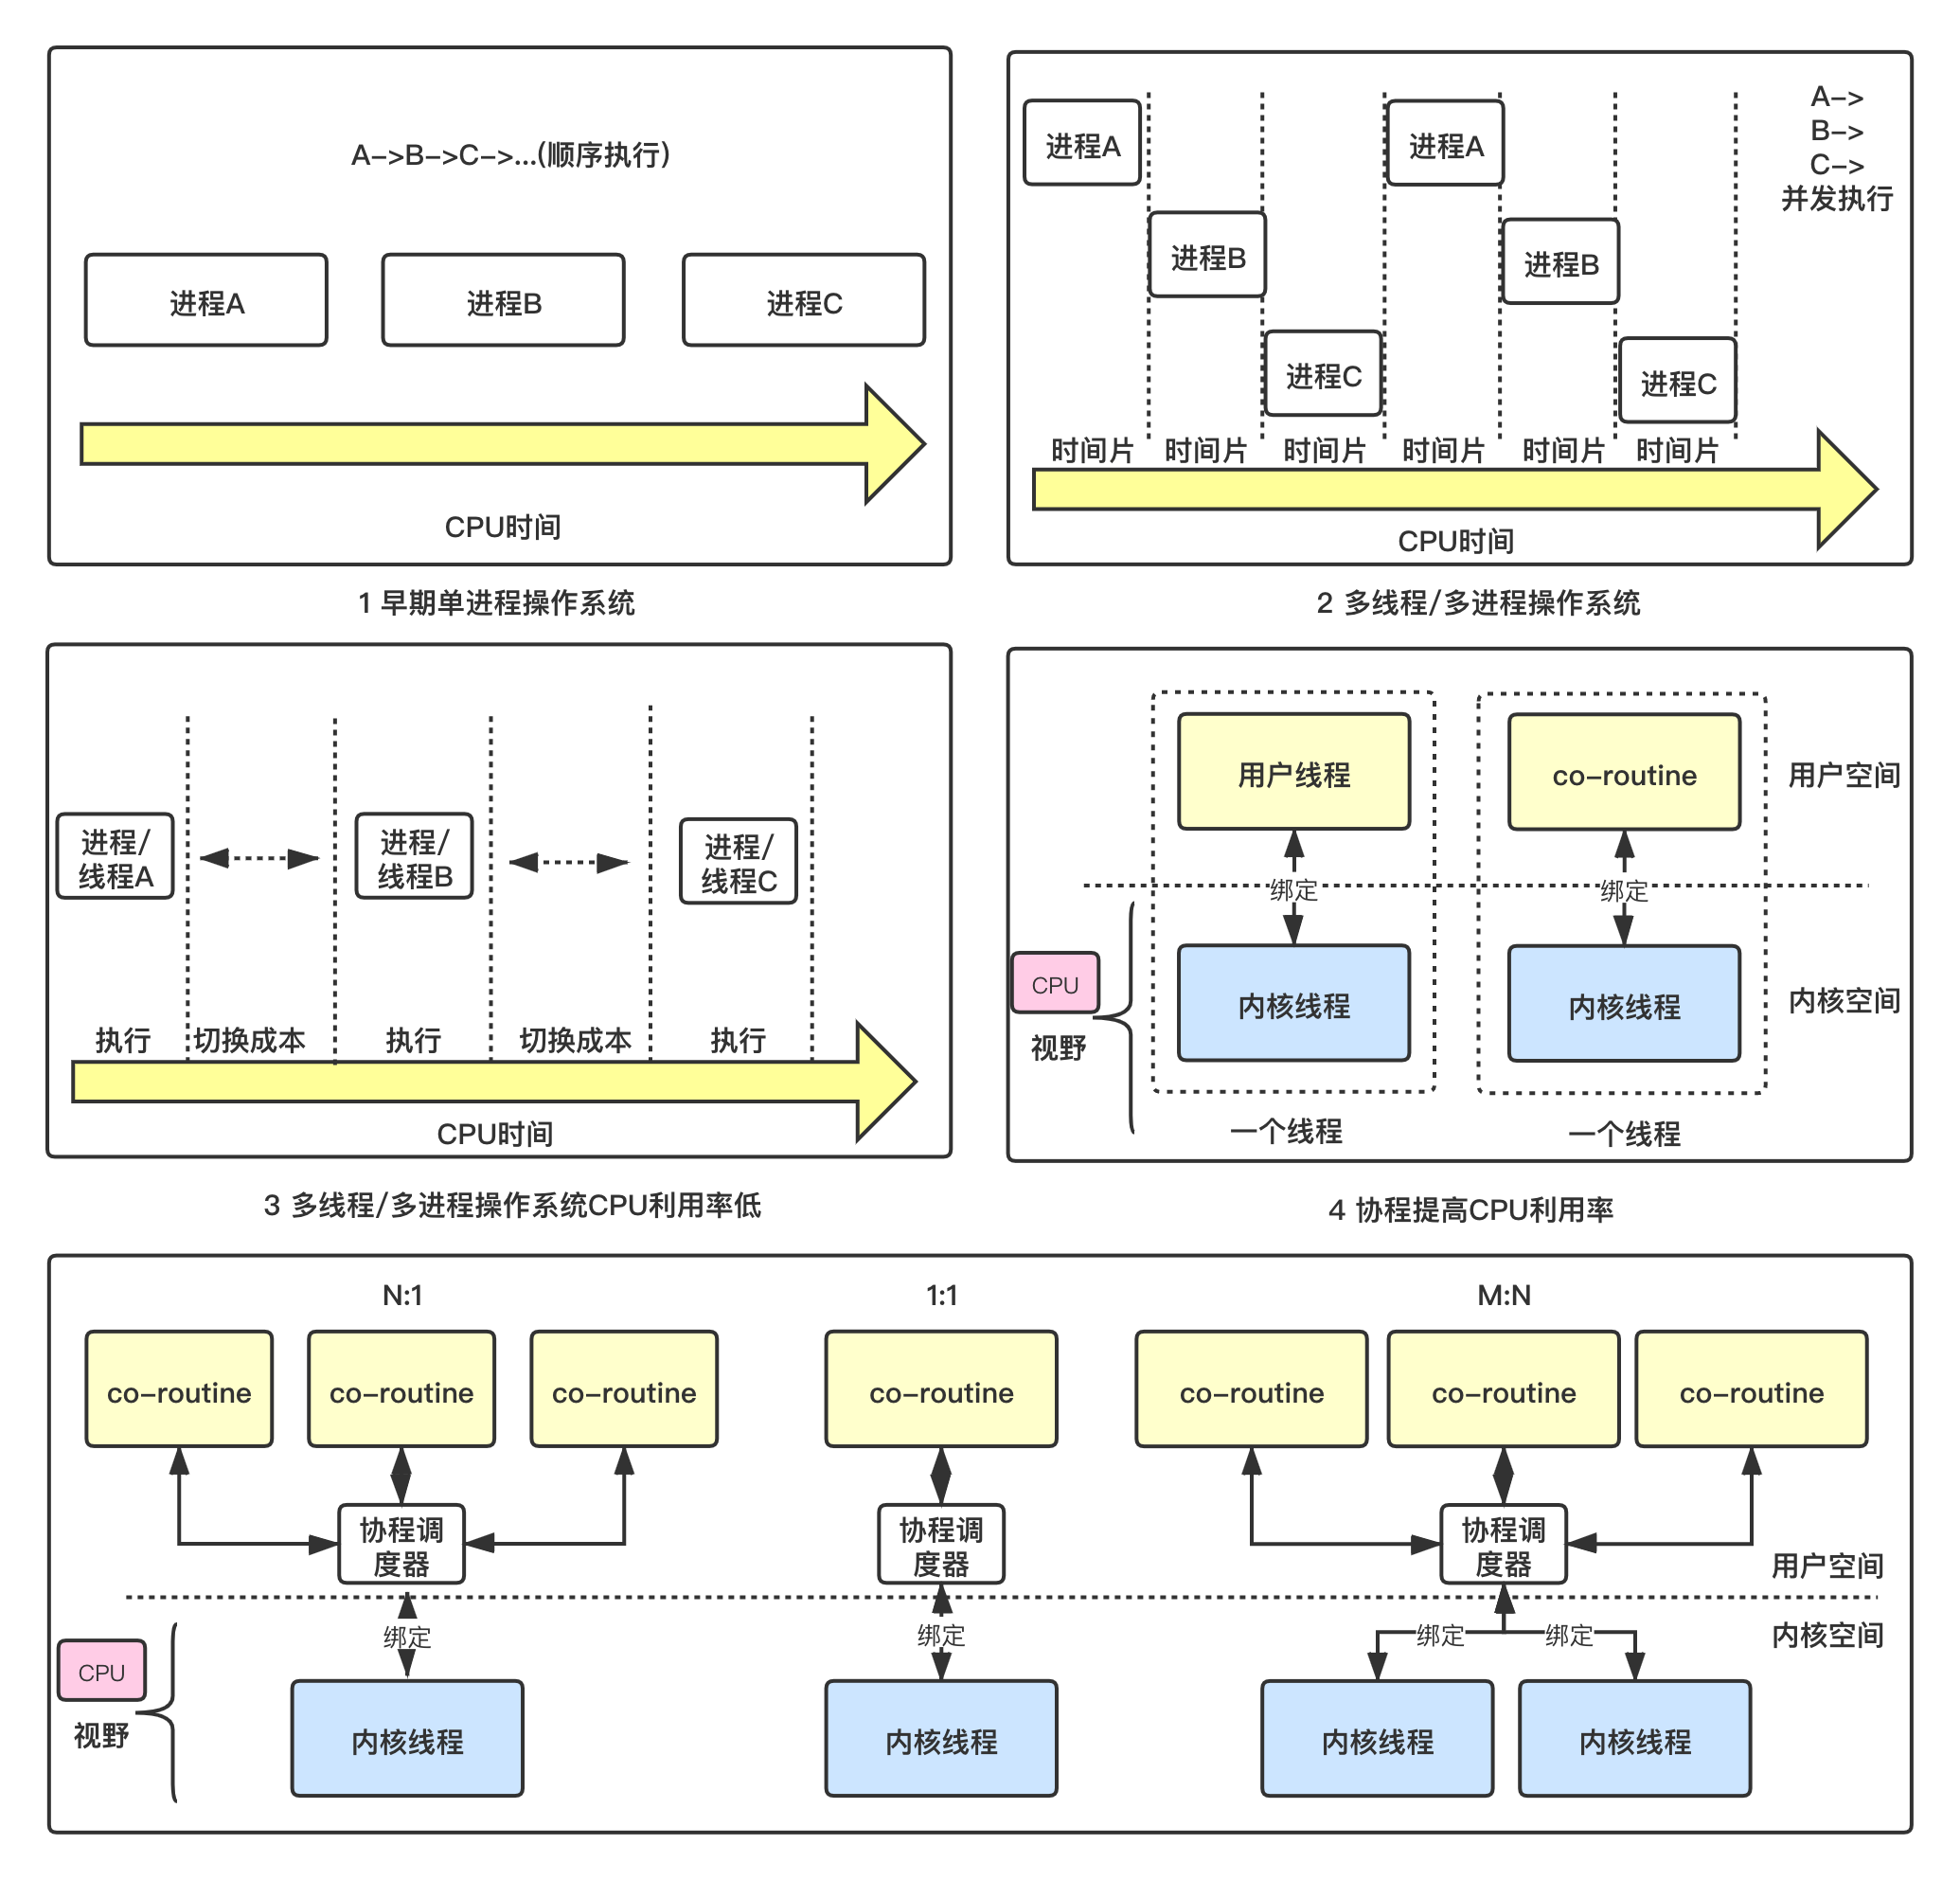 A–>B–>C–>...(顺序执行)
进程A
进程B
进程C
CPU时间
1 早期单进程操作系统
A–>
B–>
C–>
并发执行
进程A
进程A
进程B
进程B
进程C
进程C
时间片
时间片
时间片
时间片
时间片
时间片
CPU时间
2 多线程/多进程操作系统
进程/
线程A
进程/
线程B
进程/
线程C
执行
切换成本
执行
切换成本
执行
CPU时间
3 多线程/多进程操作系统CPU利用率低
用户线程
co–routine
用户空间
绑定
绑定
CPU
视野
内核线程
内核线程
内核空间
一个线程
一个线程
4 协程提高CPU利用率
N:1
1:1
M:N
co–routine
co–routine
co–routine
co–routine
co–routine
co–routine
co–routine
协程调
度器
协程调
度器
协程调
度器
用户空间
绑定
绑定
绑定
绑定
内核空间
CPU
视野
内核线程
内核线程
内核线程
内核线程